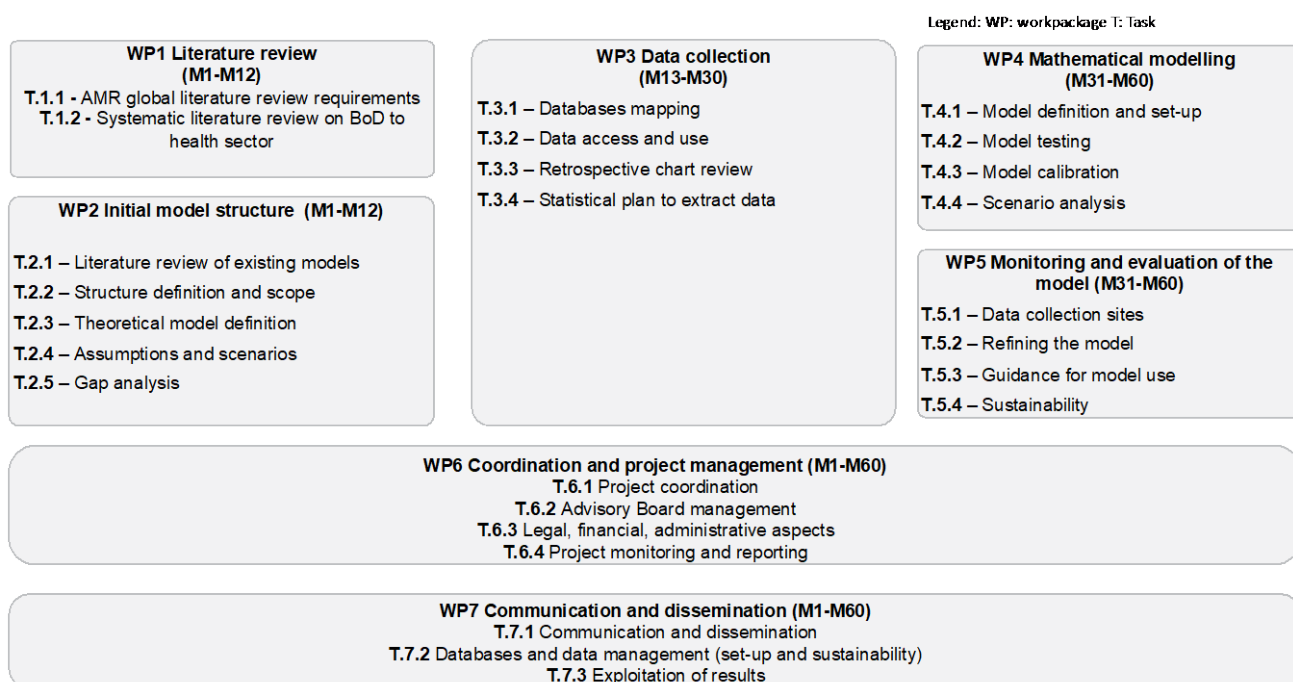 Legend: WP: workpackage T: Task
WP1 Literature review
(M1-M12)
T.1.1 - AMR global literature review requirements
T.1.2 - Systematic literature review on BoD to
health sector
WP2 Initial model structure (M1-M12)
T.2.1 – Literature review of existing models
T.2.2 – Structure definition and scope
T.2.3 – Theoretical model definition
T.2.4 – Assumptions and scenarios
T.2.5 – Gap analysis
WP3 Data collection
(M13-M30)
T.3.1 – Databases mapping
T.3.2 – Data access and use
T.3.3 – Retrospective chart review
T.3.4 – Statistical plan to extract data
WP4 Mathematical modelling
(M31-M60)
T.4.1 – Model definition and set-up
T.4.2 – Model testing
T.4.3 – Model calibration
T.4.4 – Scenario analysis
WP5 Monitoring and evaluation of the
model (M31-M60)
T.5.1 – Data collection sites
T.5.2 – Refining the model
T.5.3 – Guidance for model use
T.5.4 – Sustainability
WP6 Coordination and project management (M1-M60)
T.6.1 Project coordination
T.6.2 Advisory Board management
T.6.3 Legal, financial, administrative aspects
T.6.4 Project monitoring and reporting
WP7 Communication and dissemination (M1-M60)
T.7.1 Communication and dissemination
T.7.2 Databases and data management (set-up and sustainability)
T.7.3 Exploitation of results